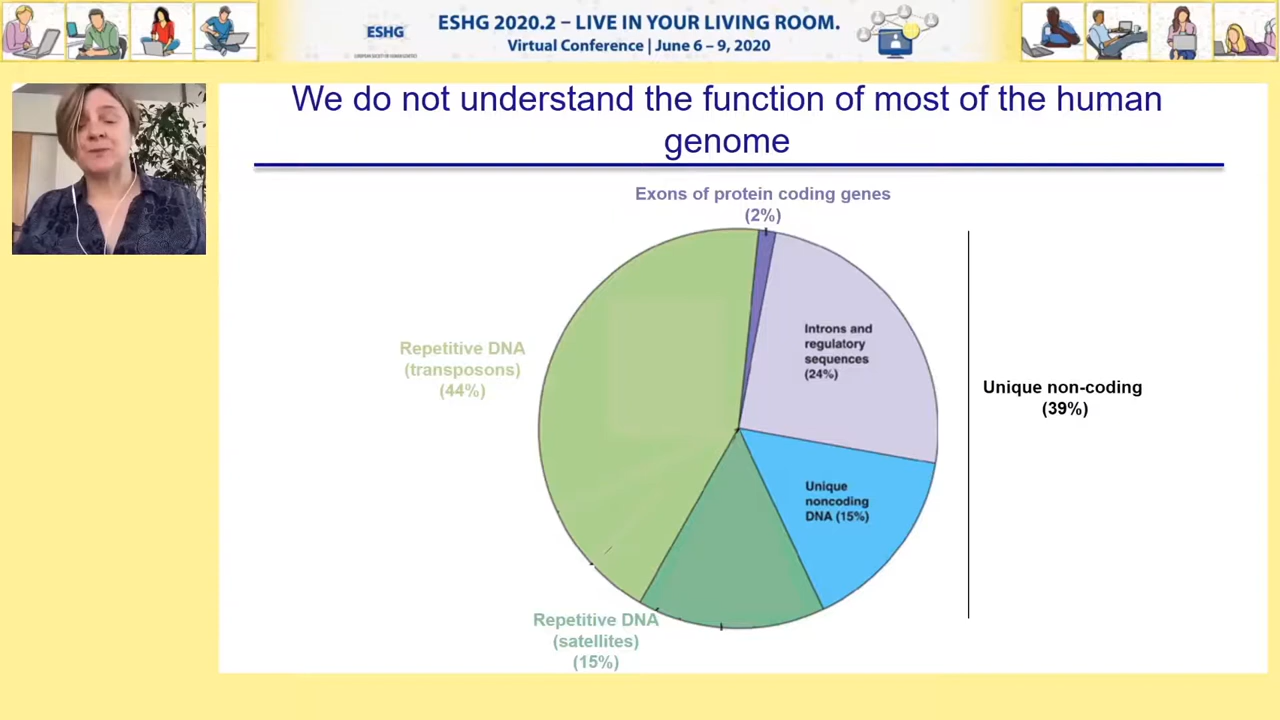 ESHG
ESHG 2020.2 – LIVE IN YOUR LIVING ROOM.
Virtual Conference | June 6 – 9, 2020
We do not understand the function of most of the human
genome
Exons of protein coding genes
(2%)
Introns and
regulatory
sequences
(24%)
Repetitive DNA
(transposons)
(44%)
Unique non-coding
(39%)
Unique
noncoding
DNA (15%)
Repetitive DNA
(satellites)
(15%)